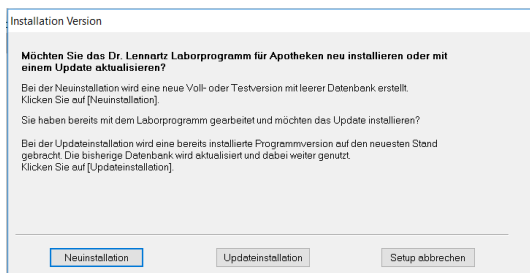 Installation Version
Möchten Sie das Dr. Lennartz Laborprogramm für Apotheken neu installieren oder mit
einem Update aktualisieren?
Bei der Neuinstallation wird eine neue Voll- oder Testversion mit leerer Datenbank erstellt.
Klicken Sie auf [Neuinstallation].
Sie haben bereits mit dem Laborprogramm gearbeitet und möchten das Update installieren?
Bei der Updateinstallation wird eine bereits installierte Programmversion auf den neuesten Stand
gebracht. Die bisherige Datenbank wird aktualisiert und dabei weiter genutzt.
Klicken Sie auf [Updateinstallation].
Neuinstallation Updateinstallation Setup abbrechen